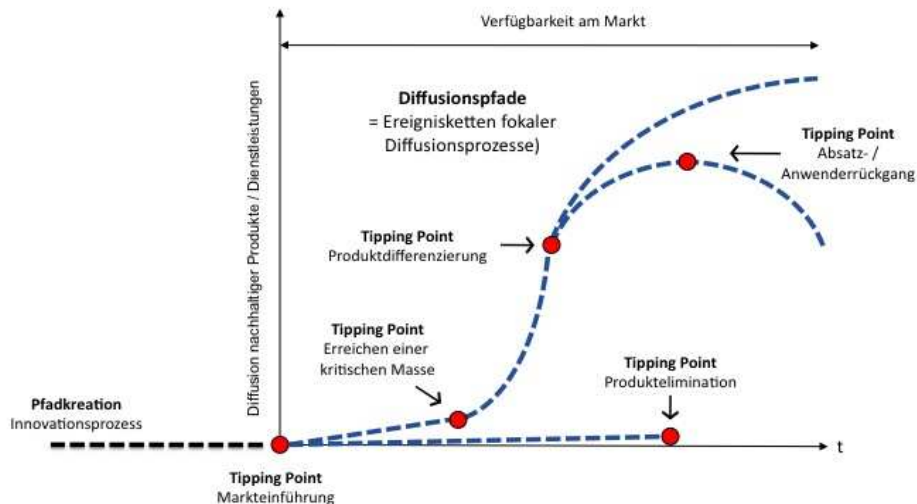 Verfügbarkeit am Markt
Diffusion nachhaltiger Produkte / Dienstleistungen
Diffusionspfade
= Ereignisketten fokaler
Diffusionsprozesse)
Tipping Point
Absatz- /
Anwenderrückgang
Tipping Point
Produktdifferenzierung
Tipping Point
Erreichen einer
kritischen Masse
Tipping Point
Produktelimination
Pfadkreation
Innovationsprozess
t
Tipping Point
Markteinführung